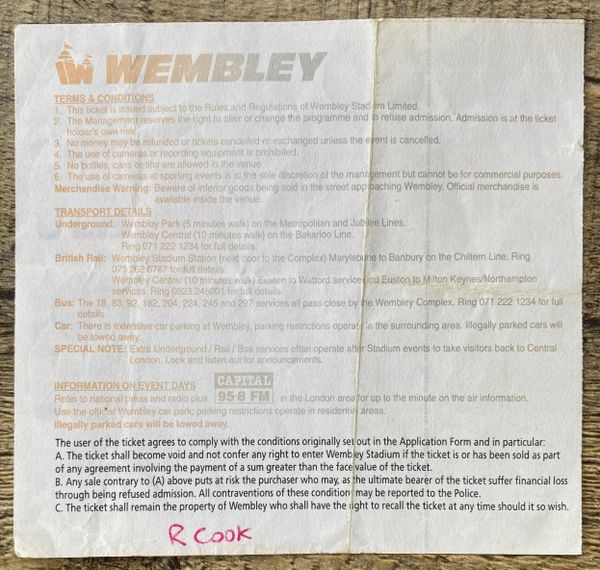 WEMBLEY
TERMS & CONDITIONS
1. This ticket is issued subject to the Rules and Regulations of Wembley Stadium Limited.
2. The Management reserves the right to alter or change the programme and to refuse admission. Admission is at the ticket
holder's own risk.
3. No money may be refunded or tickets cancelled or exchanged unless the event is cancelled.
4. The use of cameras or recording equipment is prohibited.
5. No bottles, cans or tins are allowed in the venue.
6. The use of cameras at sporting events is at the sole discretion of the management but cannot be for commercial purposes.
Merchandise Warning: Beware of inferior goods being sold in the street approaching Wembley. Official merchandise is
available inside the venue.
TRANSPORT DETAILS
Underground: Wembley Park (5 minutes walk) on the Metropolitan and Jubilee Lines.
Wembley Central (10 minutes walk) on the Bakerloo Line.
Ring 071 222 1234 for full details.
British Rail: Wembley Stadium Station (next door to the Complex) Marylebone to Banbury on the Chiltern Line. Ring
071 262 6767 for full details.
Wembley Central (10 minutes walk) Euston to Watford service and Euston to Milton Keynes/Northampton
services. Ring 0923 245001 for full details.
Bus: The 18, 83, 92, 182, 204, 224, 245 and 297 services all pass close by the Wembley Complex. Ring 071 222 1234 for full
details.
Car: There is extensive car parking at Wembley, parking restrictions operate in the surrounding area. Illegally parked cars will
be towed away.
SPECIAL NOTE: Extra Underground / Rail / Bus services often operate after Stadium events to take visitors back to Central
London. Look and listen out for announcements.
INFORMATION ON EVENT DAYS
CAPITAL
95·8 FM
Refer to national press and radio plus in the London area for up to the minute on the air information.
Use the official Wembley car park; parking restrictions operate in residential areas.
Illegally parked cars will be towed away.
The user of the ticket agrees to comply with the conditions originally set out in the Application Form and in particular:
A. The ticket shall become void and not confer any right to enter Wembley Stadium if the ticket is or has been sold as part
of any agreement involving the payment of a sum greater than the face value of the ticket.
B. Any sale contrary to (A) above puts at risk the purchaser who may, as the ultimate bearer of the ticket suffer financial loss
through being refused admission. All contraventions of these conditions may be reported to the Police.
C. The ticket shall remain the property of Wembley who shall have the right to recall the ticket at any time should it so wish.
R COOK